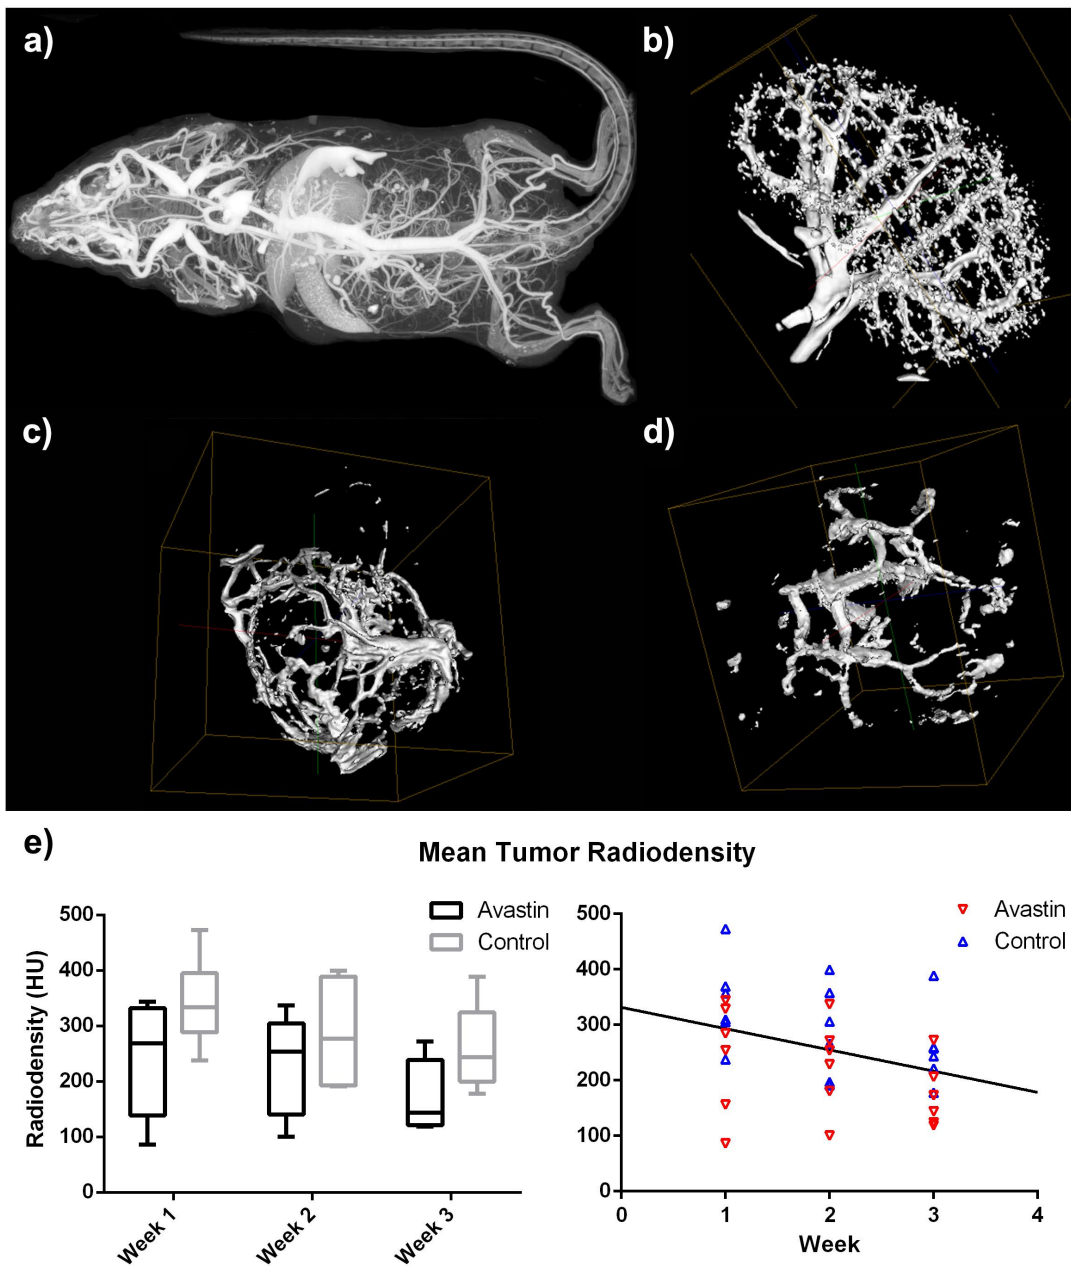 a)
b)
c)
d)
e)
Mean Tumor Radiodensity
Radiodensity (HU)
500
400
300
200
100
0
Week 1
Week 2
Week 3
Avastin
Control
500
400
300
200
100
0
0
1
2
3
4
Week
Avastin
Control